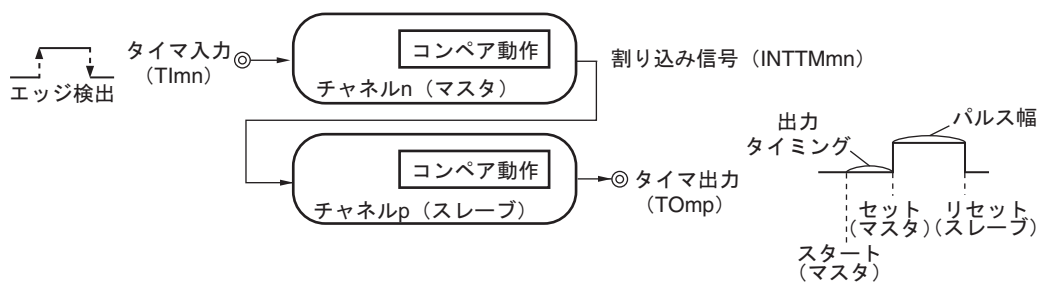 コンペア動作
タイマ入力
(TImn)
エッジ検出
チャネルn（マスタ）
割り込み信号（INTTMmn）
コンペア動作
チャネルp（スレーブ）
タイマ出力
(TOmp)
出力
タイミング
パルス幅
セット
（マスタ）
リセット
（スレーブ）
スタート
（マスタ）